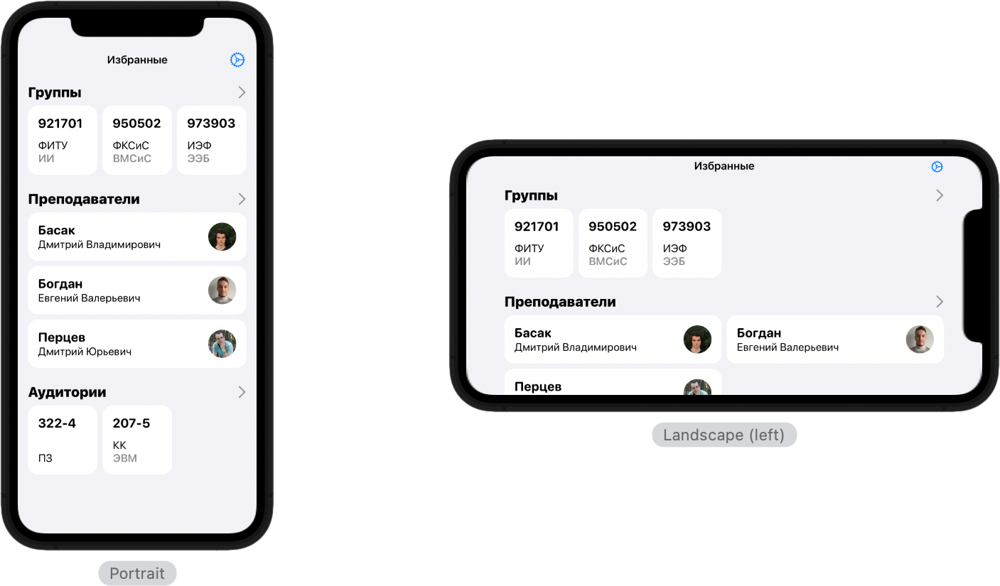 Избранные
Группы
921701
ФИТУ
ИИ
950502
ФКСиС
ВМСиС
973903
ИЭФ
ЭЭБ
Преподаватели
Басак
Дмитрий Владимирович
Богдан
Евгений Валерьевич
Перцев
Дмитрий Юрьевич
Аудитории
322-4
ПЗ
207-5
КК
ЭВМ
Portrait
Избранные
Группы
921701
ФИТУ
ИИ
950502
ФКСиС
ВМСиС
973903
ИЭФ
ЭЭБ
Преподаватели
Басак
Дмитрий Владимирович
Богдан
Евгений Валерьевич
Перцев
Landscape (left)